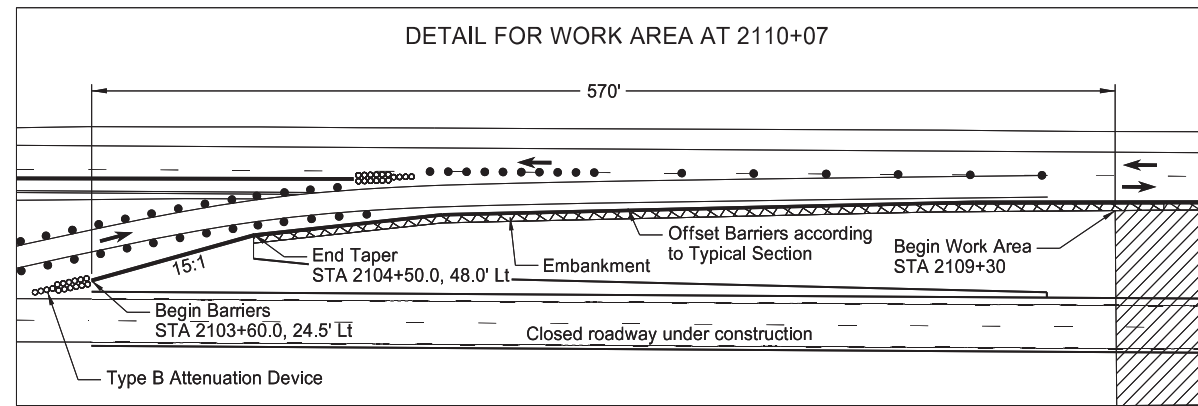 DETAIL FOR WORK AREA AT 2110+07
570'
15:1
End Taper
STA 2104+50.0, 48.0' Lt
Embankment
Offset Barriers according
to Typical Section
Begin Work Area
STA 2109+30
Begin Barriers
STA 2103+60.0, 24.5' Lt
Closed roadway under construction
Type B Attenuation Device